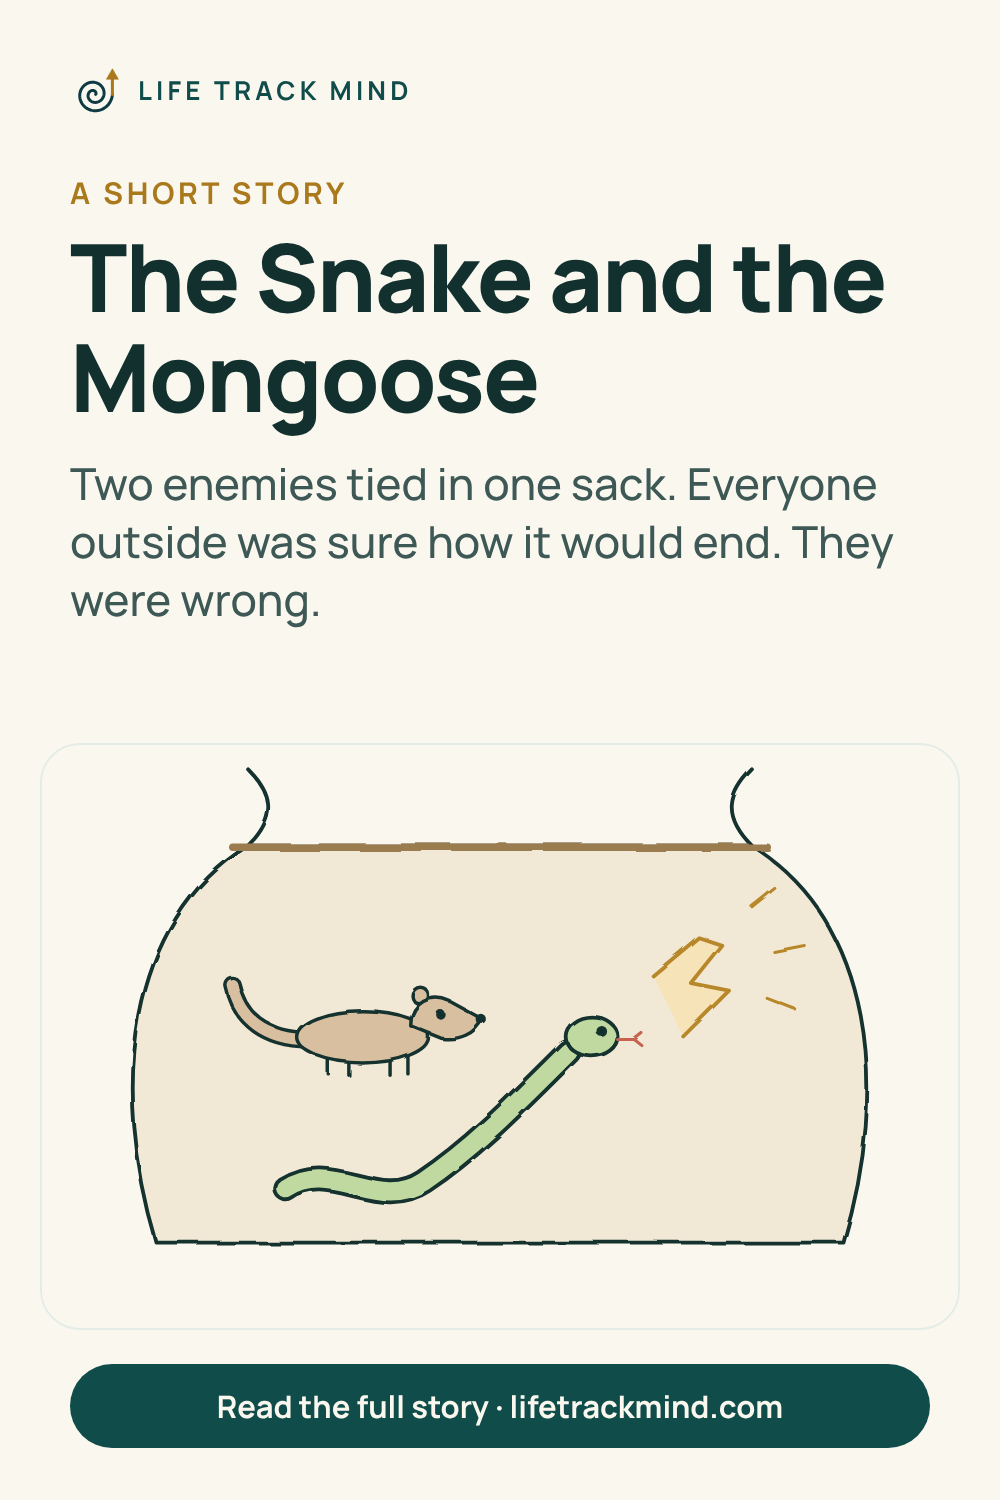 LIFE TRACK MIND
A SHORT STORY
The Snake and the
Mongoose
Two enemies tied in one sack. Everyone
outside was sure how it would end. They
were wrong.
Read the full story · lifetrackmind.com